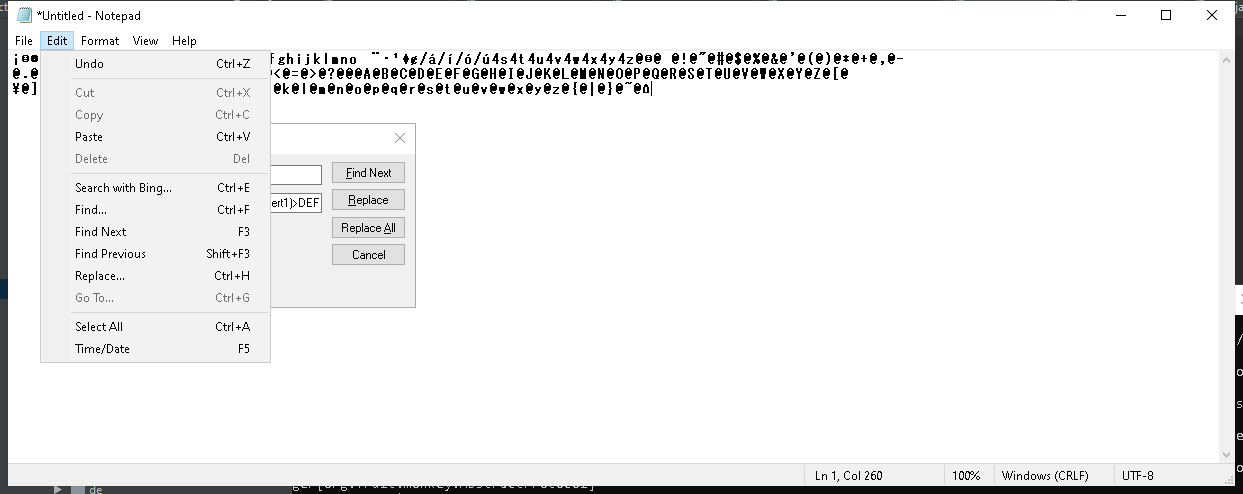 *Untitled - Notepad
File Edit Format View Help
fghijklmno
@!@"@#@$@%@&@'@(@)@*@+@,@-
@.@
<@=@>@?@@@A@B@C@D@E@F@G@H@I@J@K@L@M@N@O@P@Q@R@S@T@U@V@W@X@Y@Z@[@
¥@]
@k@l@m@n@o@p@q@r@s@t@u@v@w@x@y@z@{@|@}@~@
Undo Ctrl+Z
Cut Ctrl+X
Copy Ctrl+C
Paste Ctrl+V
Delete Del
Search with Bing... Ctrl+E
Find... Ctrl+F
Find Next F3
Find Previous Shift+F3
Replace... Ctrl+H
Go To... Ctrl+G
Select All Ctrl+A
Time/Date F5
Find Next
ert1)>DEF
Replace
Replace All
Cancel
Ln 1, Col 260
100%
Windows (CRLF)
UTF-8
de